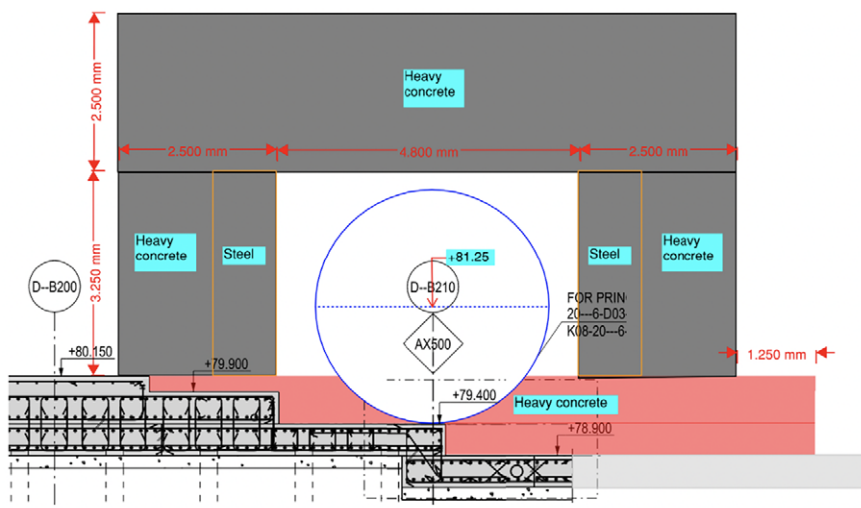 Heavy
concrete
2.500 mm
2.500 mm
4.800 mm
2.500 mm
3.250 mm
Heavy
concrete
Steel
Steel
Heavy
concrete
+81.25
D--B200
D--B210
FOR PRIN
20---6-D03
K08-20---6-
AX500
+80.150
+79.900
1.250 mm
+79.400
Heavy concrete
+78.900